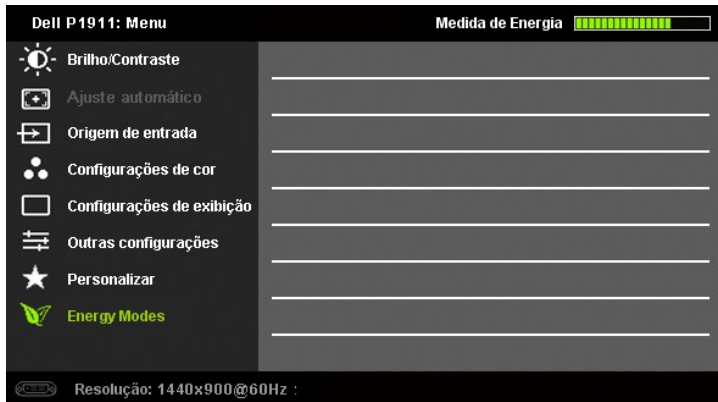 Dell P1911: Menu
Medida de Energia
Brilho/Contraste
Ajuste automático
Origem de entrada
Configurações de cor
Configurações de exibição
Outras configurações
Personalizar
Energy Modes
Resolução: 1440x900@60Hz :